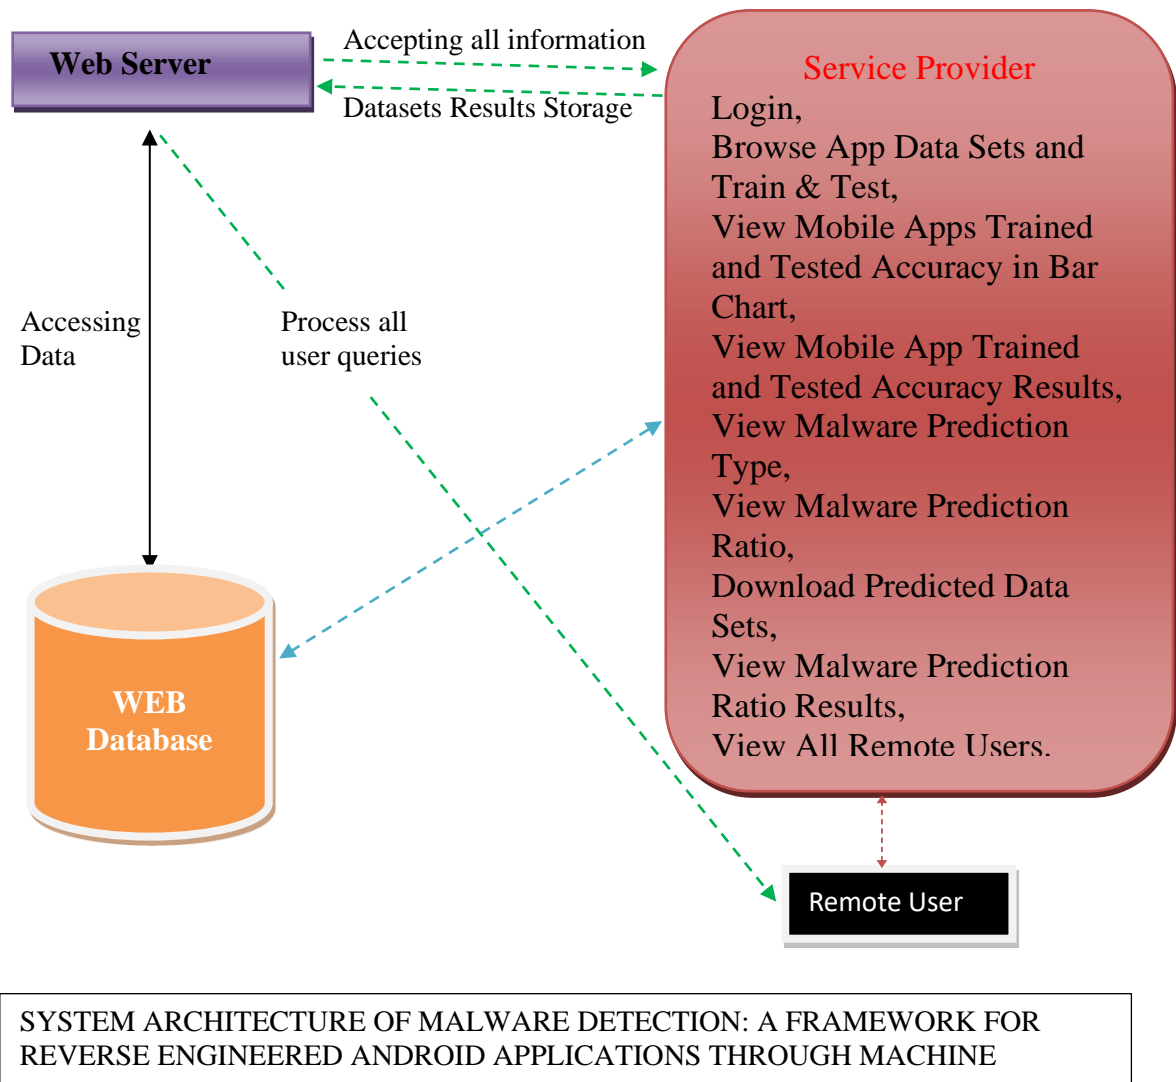 Web Server
Accepting all information
Datasets Results Storage
Service Provider
Login,
Browse App Data Sets and
Train & Test,
View Mobile Apps Trained
and Tested Accuracy in Bar
Chart,
View Mobile App Trained
and Tested Accuracy Results,
View Malware Prediction
Type,
View Malware Prediction
Ratio,
Download Predicted Data
Sets,
View Malware Prediction
Ratio Results,
View All Remote Users.
Accessing
Data
Process all
user queries
WEB
Database
Remote User
SYSTEM ARCHITECTURE OF MALWARE DETECTION: A FRAMEWORK FOR
REVERSE ENGINEERED ANDROID APPLICATIONS THROUGH MACHINE